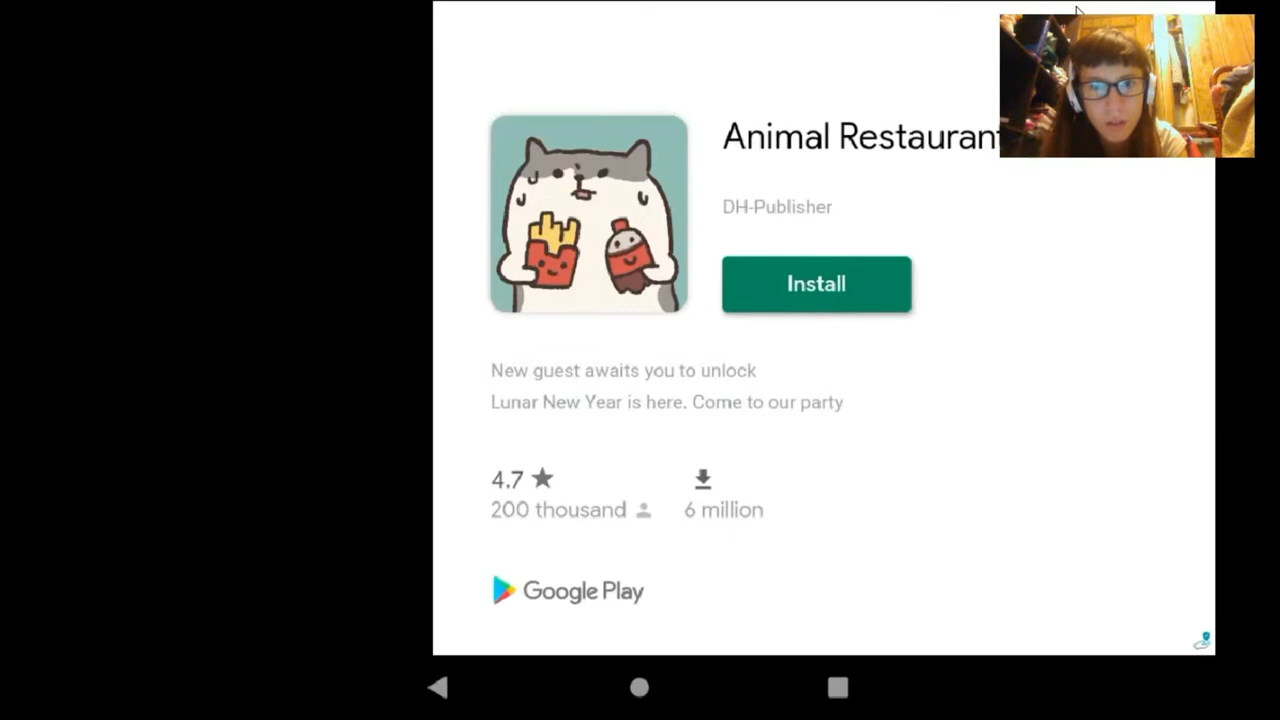 Animal Restaurant
DH-Publisher
Install
New guest awaits you to unlock
Lunar New Year is here. Come to our party
4.7
200 thousand
6 million
Google Play